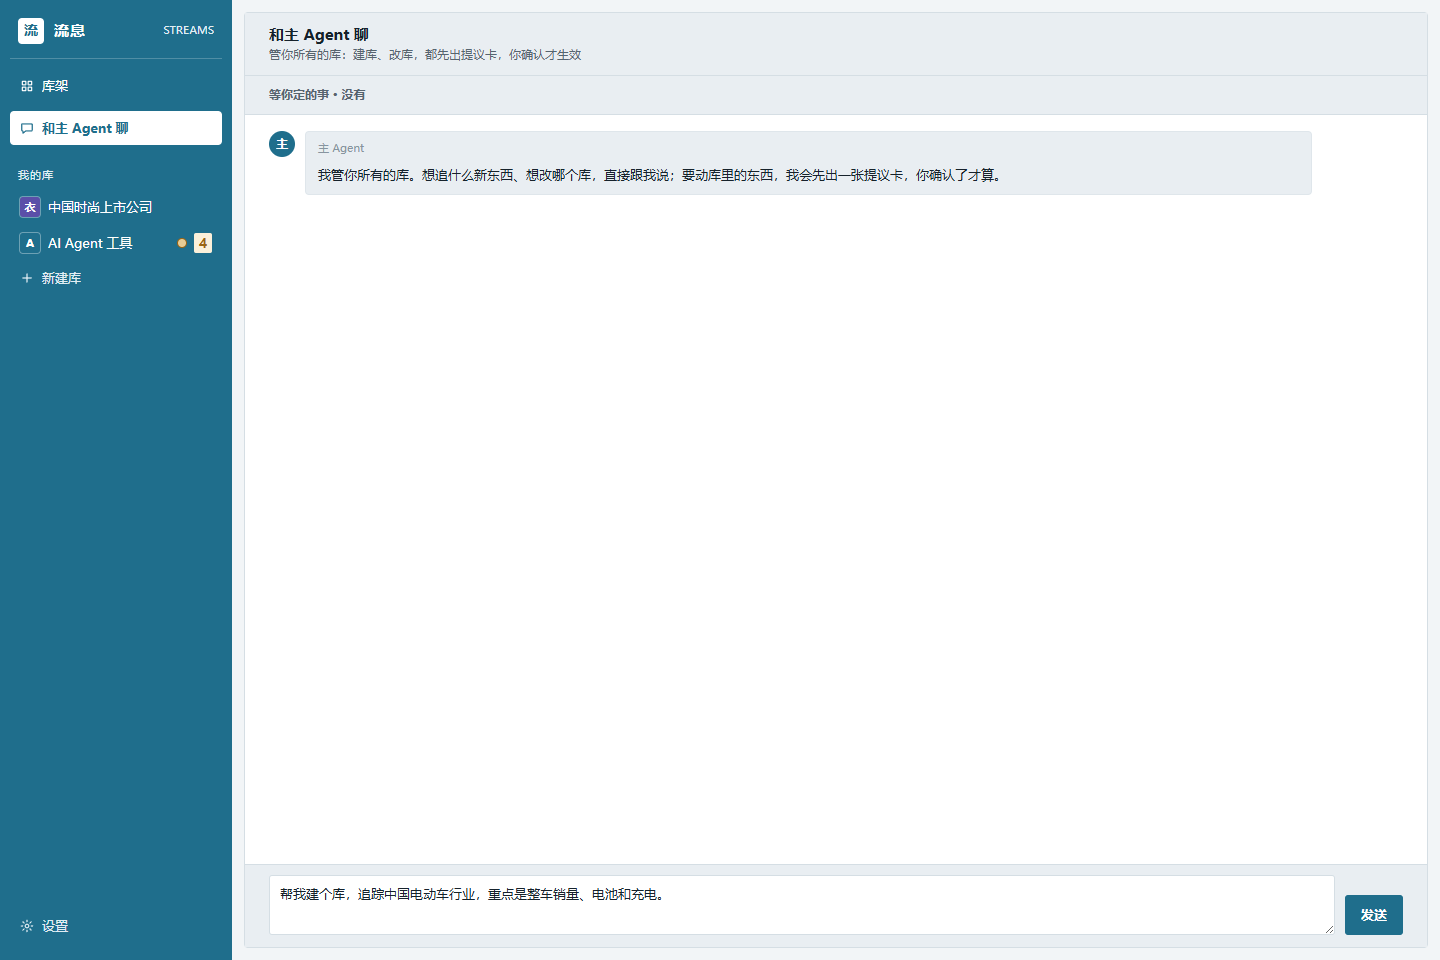 流 流息 STREAMS
库架
和主 Agent 聊
我的库
衣 中国时尚上市公司
A AI Agent 工具 4
新建库
设置
和主 Agent 聊
管你所有的库：建库、改库，都先出提议卡，你确认才生效
等你定的事 · 没有
主 主 Agent
我管你所有的库。想追什么新东西、想改哪个库，直接跟我说；要动库里的东西，我会先出一张提议卡，你确认了才算。
帮我建个库，追踪中国电动车行业，重点是整车销量、电池和充电。
发送